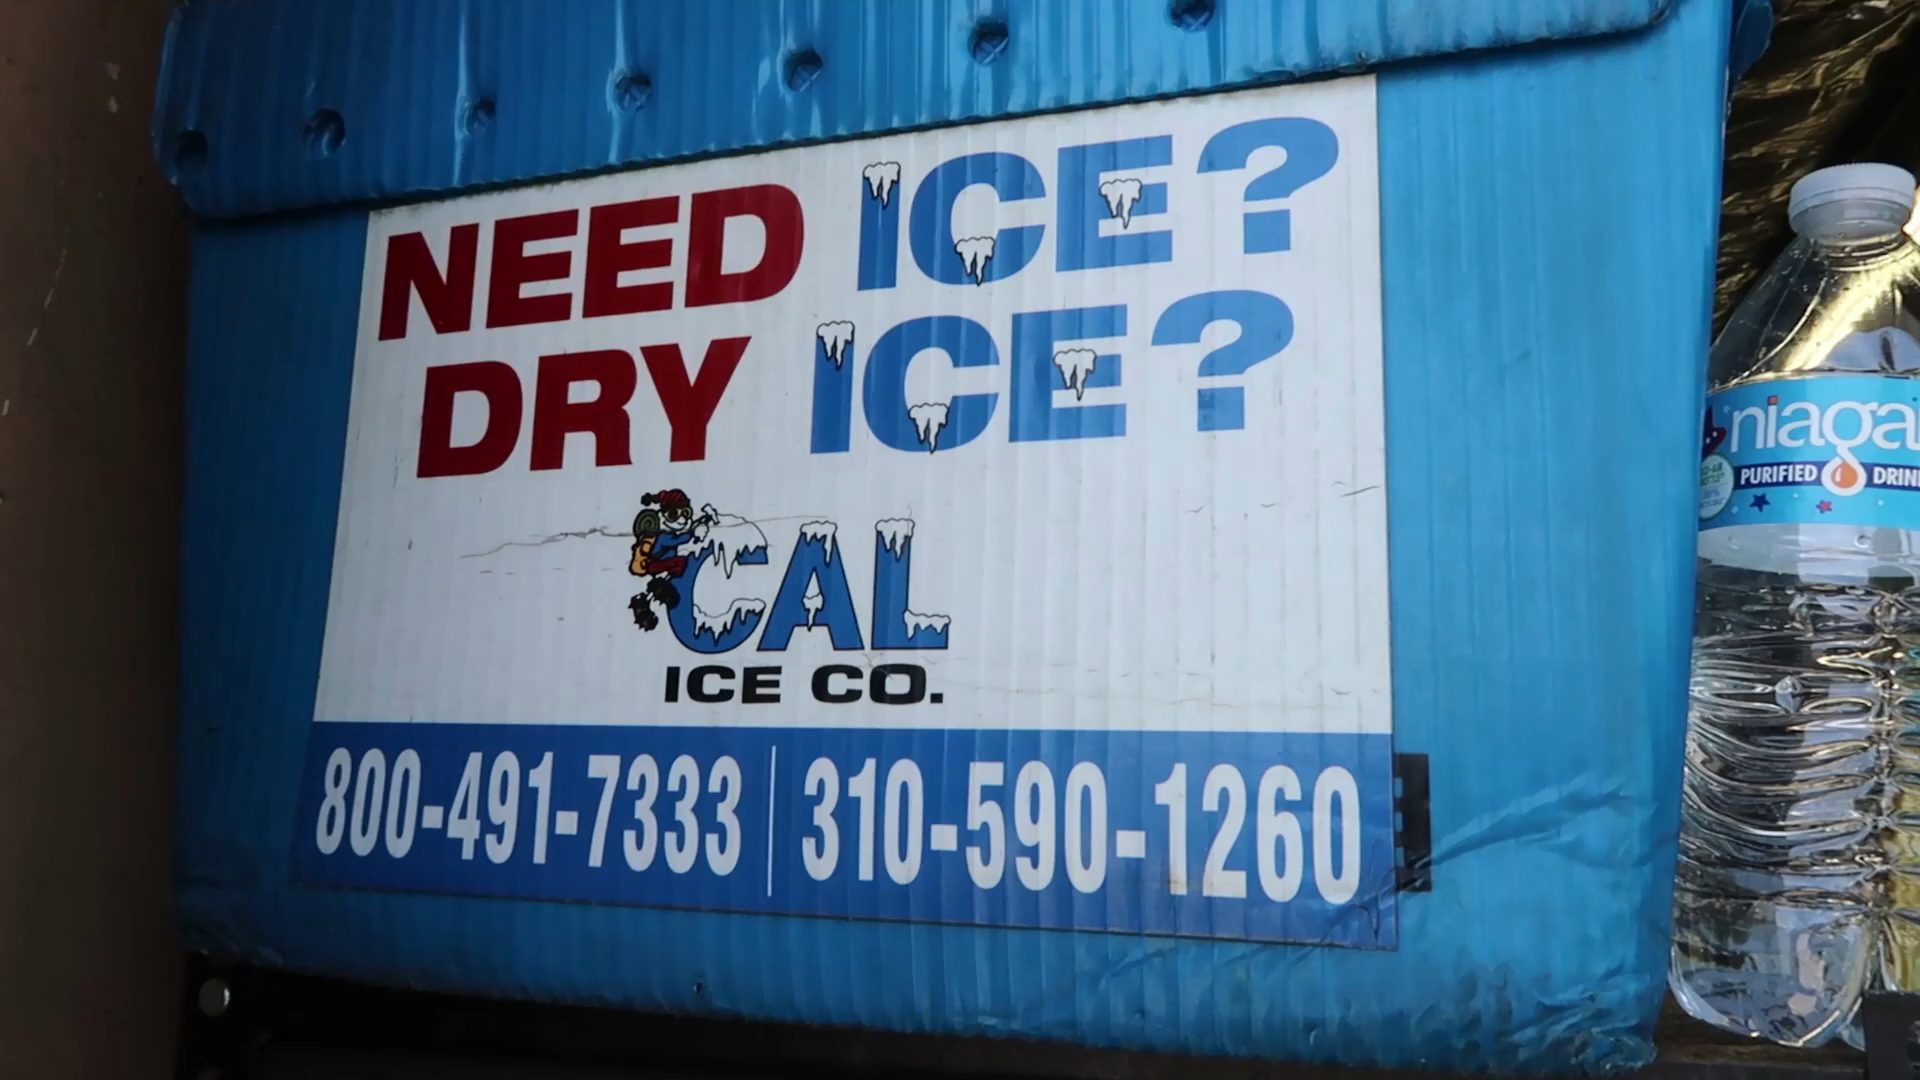 NEED ICE?
DRY ICE?
CAL
ICE CO.
800-491-7333 | 310-590-1260
niaga
PURIFIED DRIN